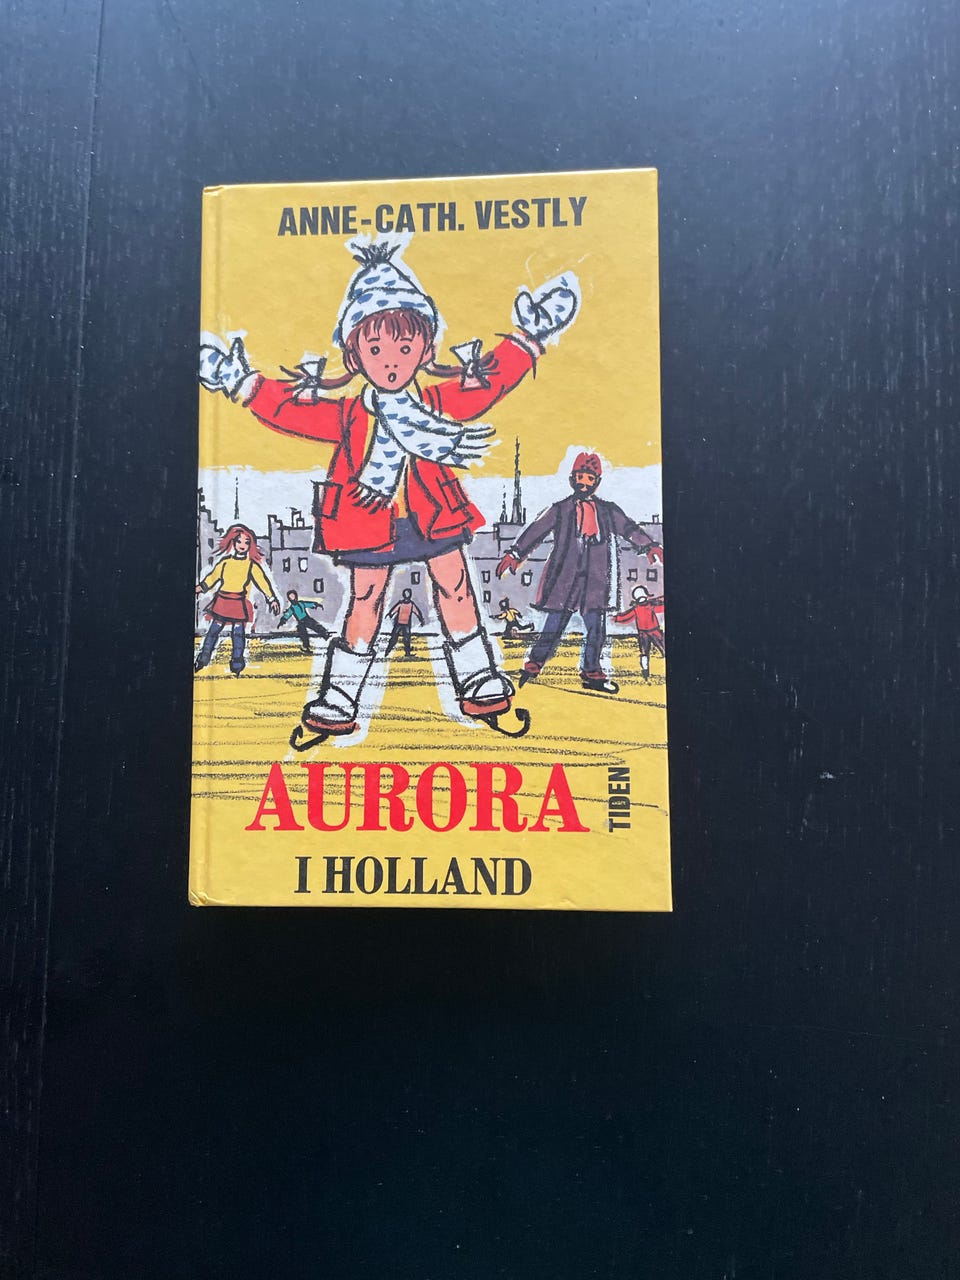 ANNE-CATH. VESTLY
AURORA
TIDEN
I HOLLAND